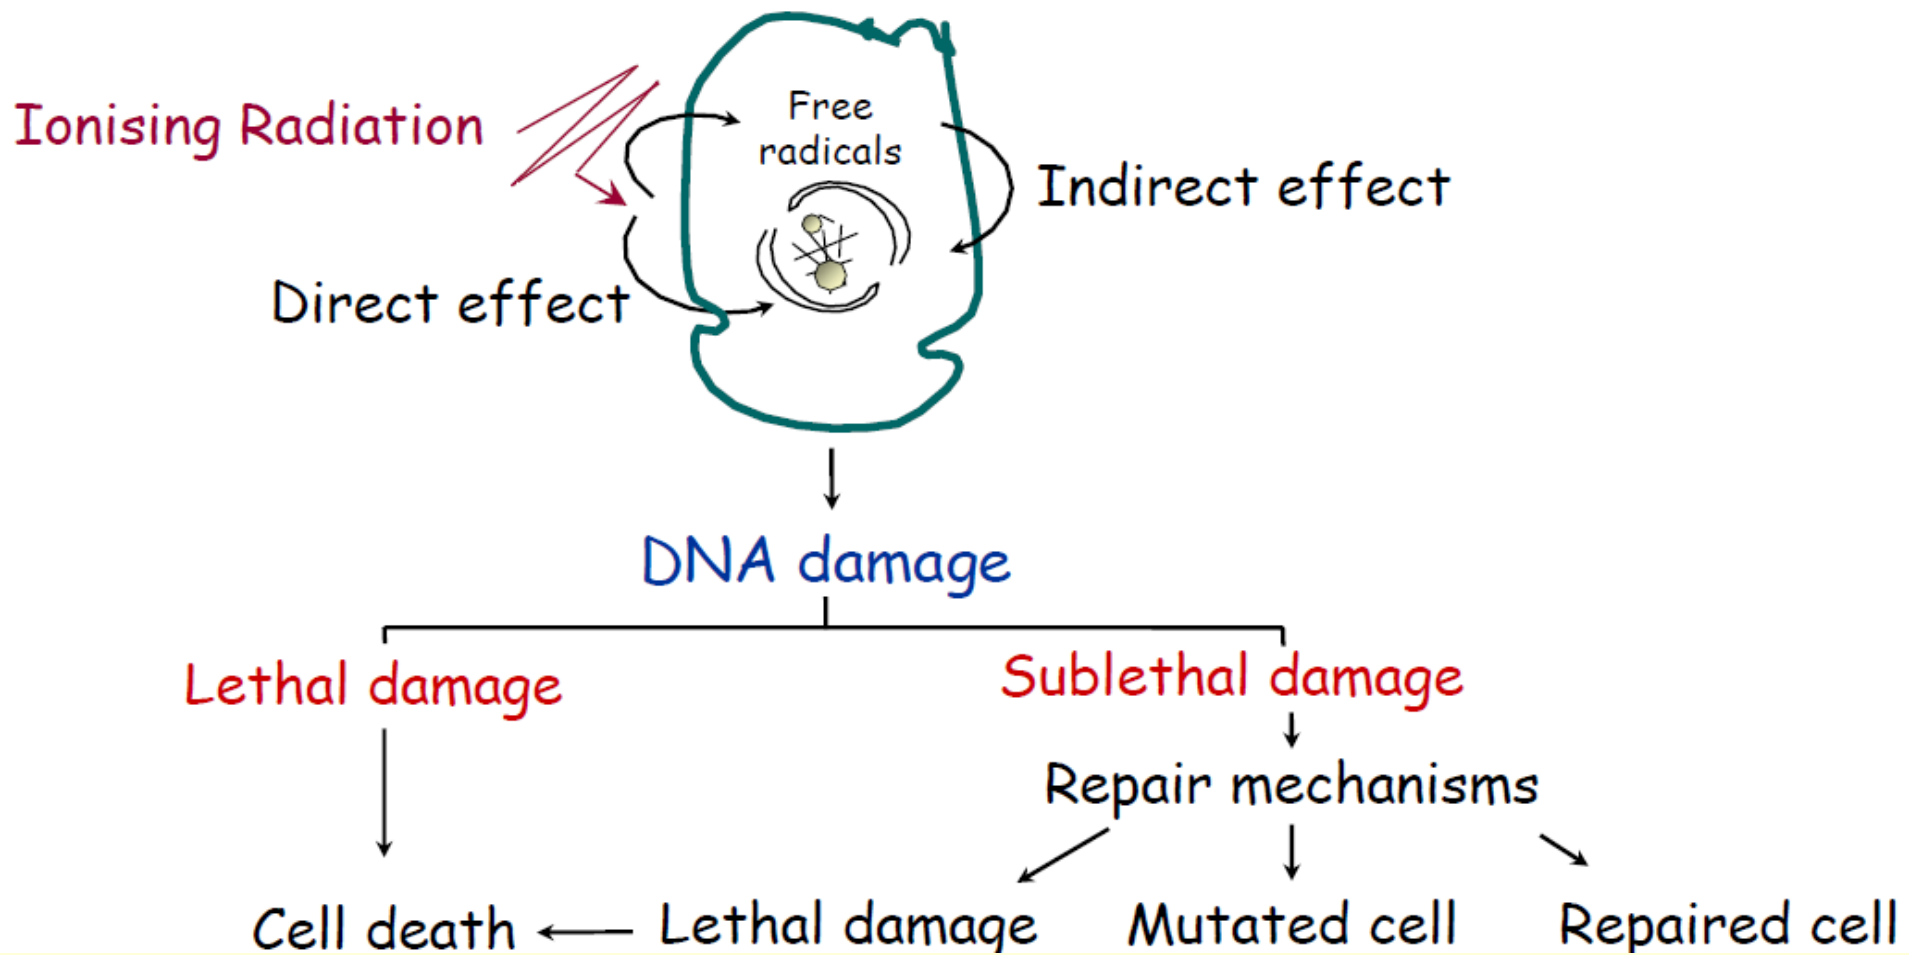 Ionising Radiation
Free
radicals
Indirect effect
Direct effect
DNA damage
Lethal damage
Sublethal damage
Repair mechanisms
Cell death
Lethal damage
Mutated cell
Repaired cell